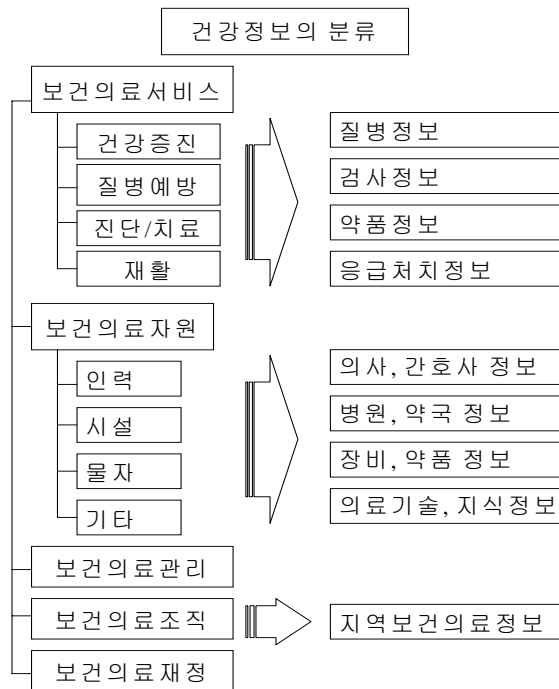 건강정보의 분류
보건의료서비스
건강증진
질병예방
진단/치료
재활
질병정보
검사정보
약품정보
응급처치정보
보건의료자원
인력
시설
물자
기타
의사, 간호사 정보
병원, 약국 정보
장비, 약품 정보
의료기술, 지식정보
보건의료관리
보건의료조직
지역보건의료정보
보건의료재정